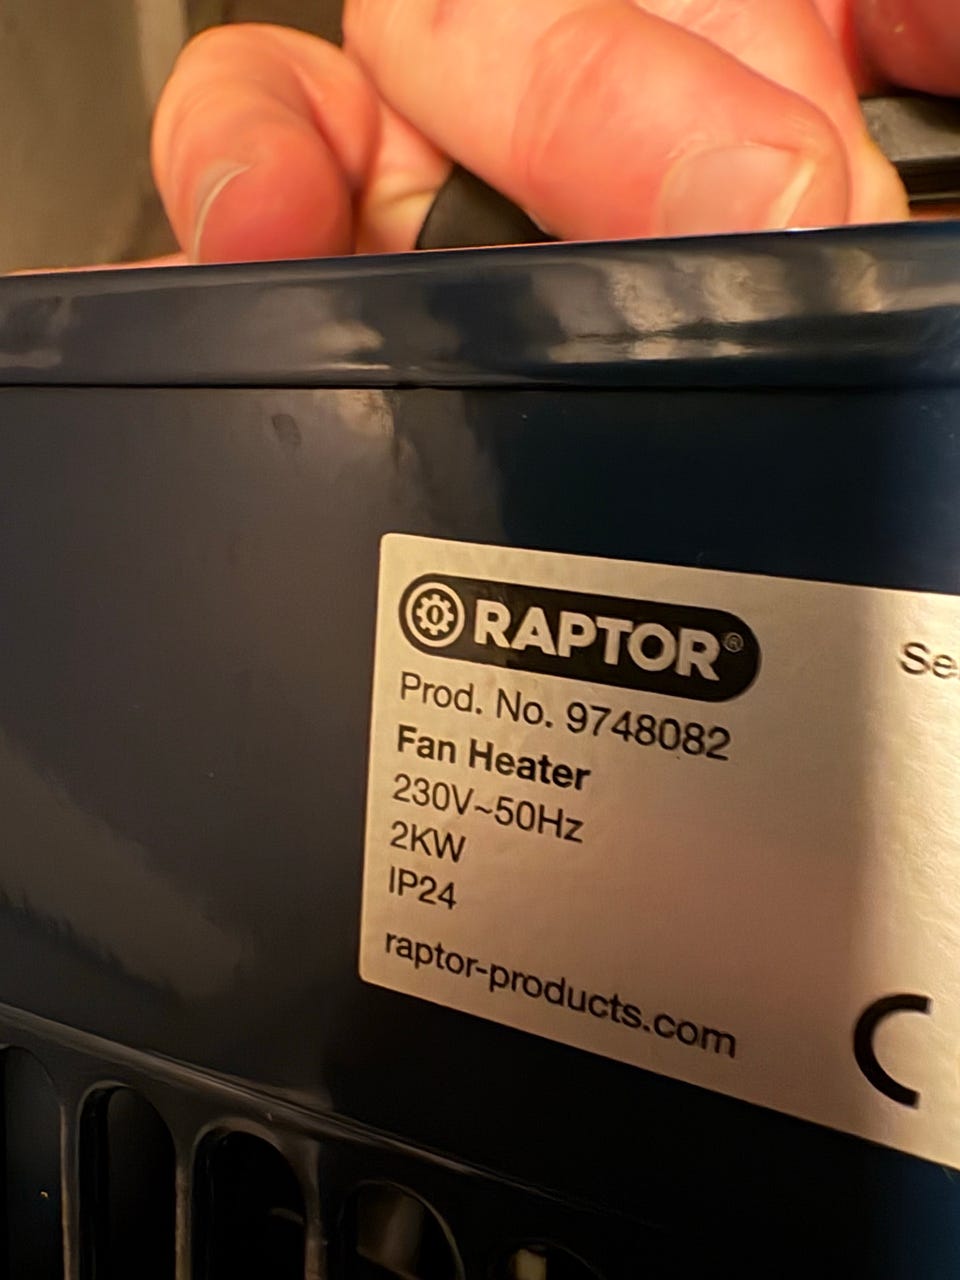 RAPTOR®
Prod. No. 9748082
Fan Heater
230V~50Hz
2KW
IP24
raptor-products.com